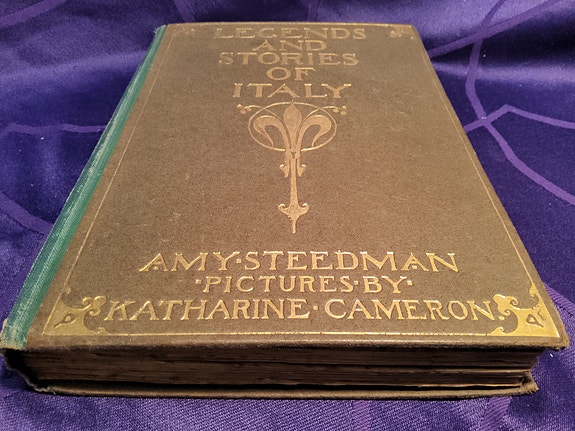 LEGENDS
AND
STORIES
OF
ITALY
AMY·STEEDMAN
·PICTURES·BY·
KATHARINE·CAMERON